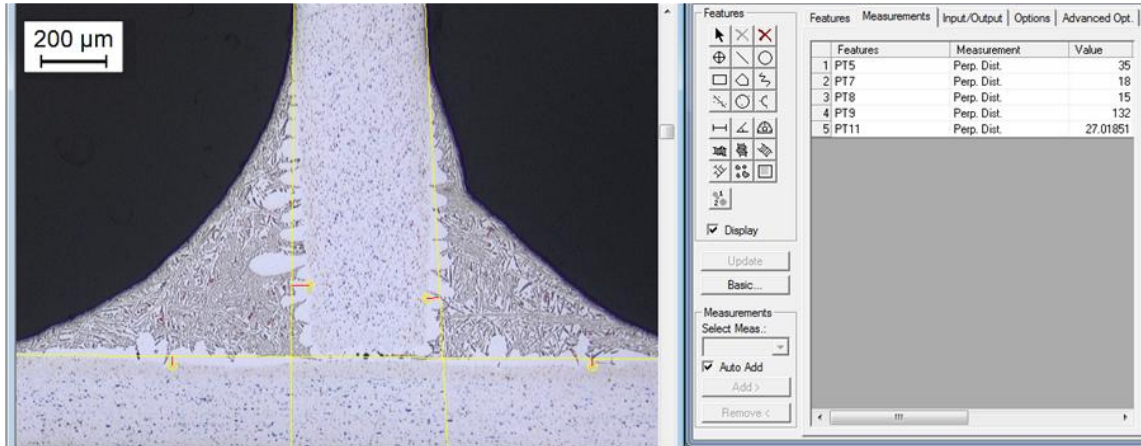 200 µm
Features
Display
Update
Basic...
Measurements
Select Meas.:
Auto Add
Add >
Remove <
Features Measurements Input/Output Options Advanced Opt.
Features Measurement Value
1 PT5 Perp. Dist. 35
2 PT7 Perp. Dist. 18
3 PT8 Perp. Dist. 15
4 PT9 Perp. Dist. 132
5 PT11 Perp. Dist. 27.01851